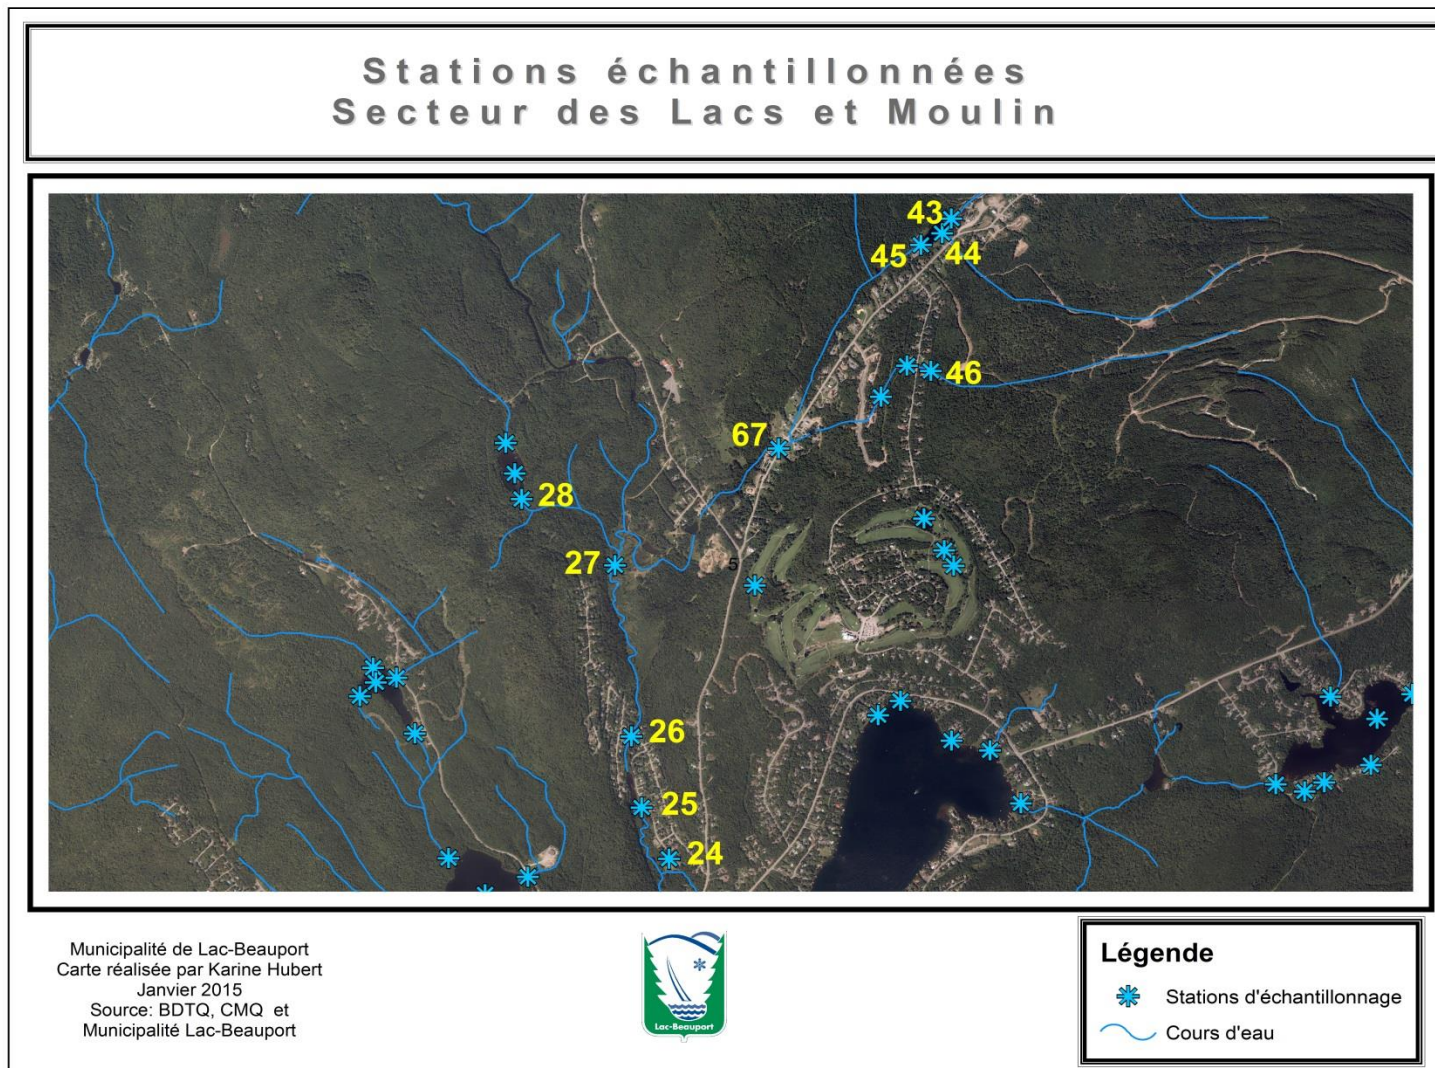 Stations échantillonnées
Secteur des Lacs et Moulin
43
45
44
46
67
28
27
5
26
25
24
Municipalité de Lac-Beauport
Carte réalisée par Karine Hubert
Janvier 2015
Source: BDTQ, CMQ et
Municipalité Lac-Beauport
Lac-Beauport
Légende
Stations d'échantillonnage
Cours d'eau